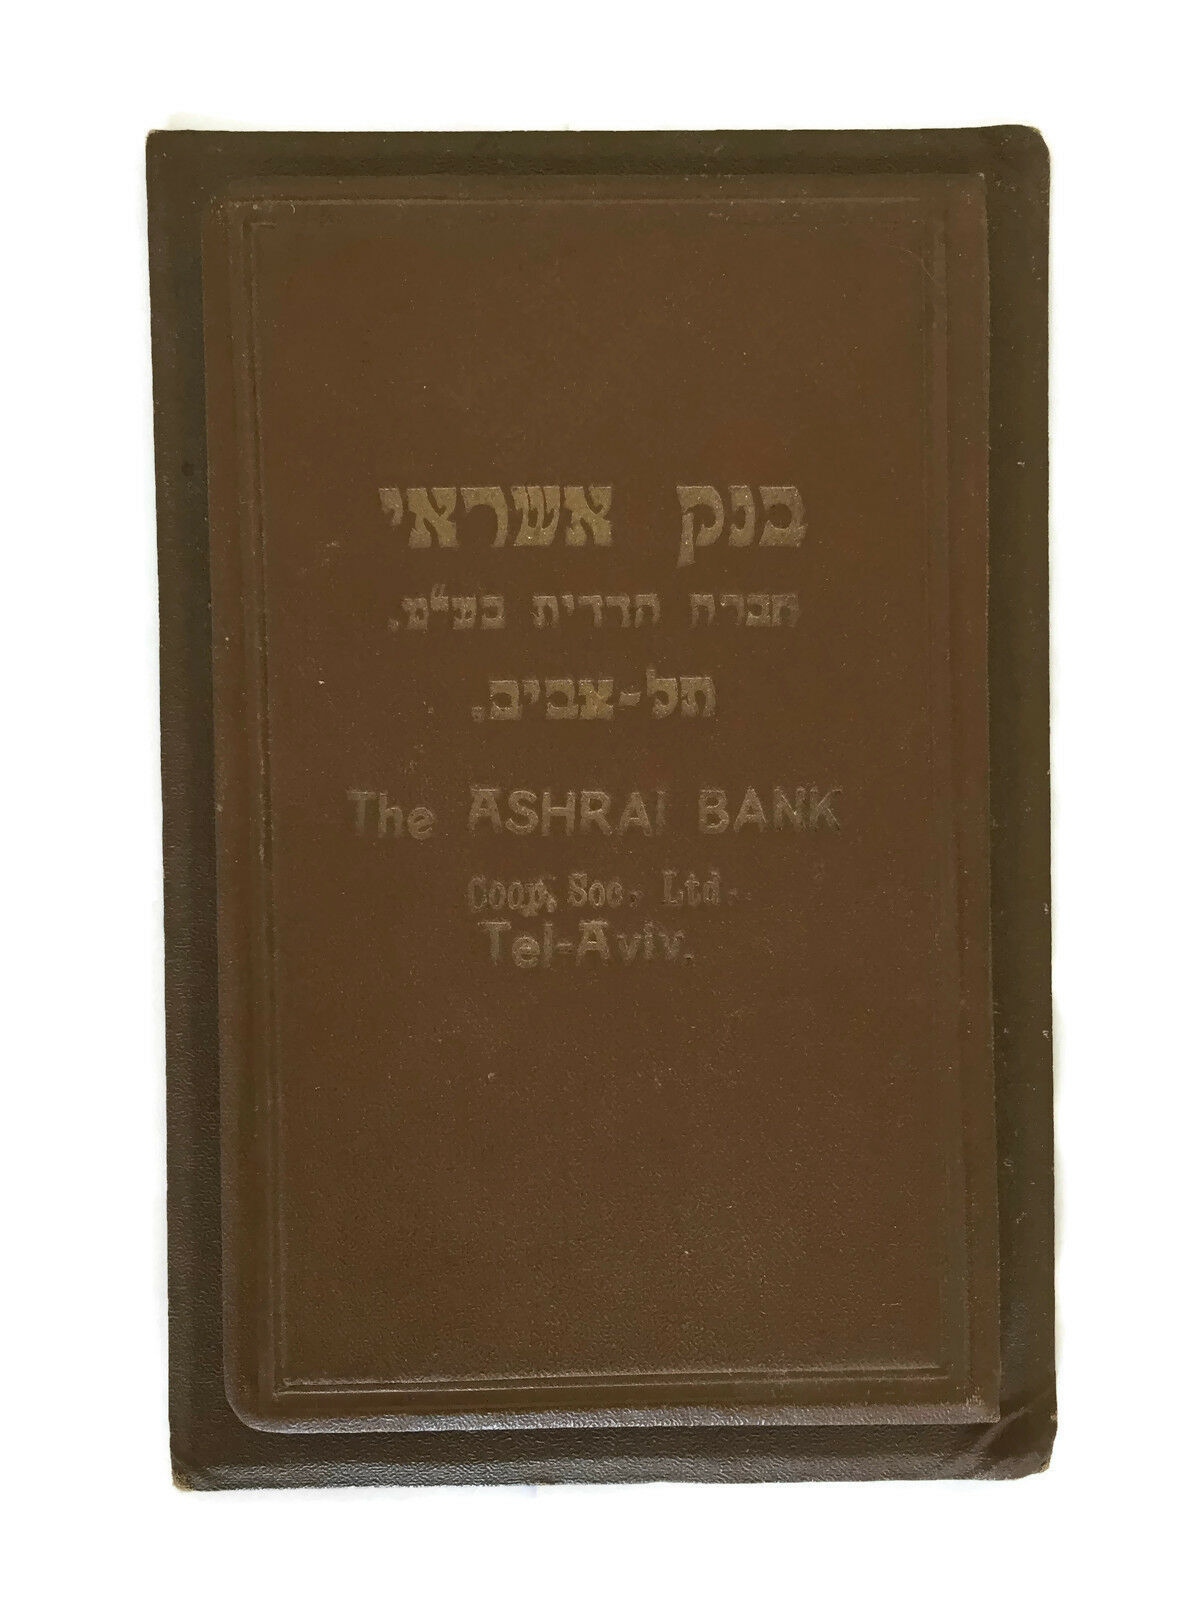 בנק אשראי
חברה הדדית בע"מ.
תל-אביב.
The ASHRAI BANK
Coop. Soc. Ltd.
Tel-Aviv.